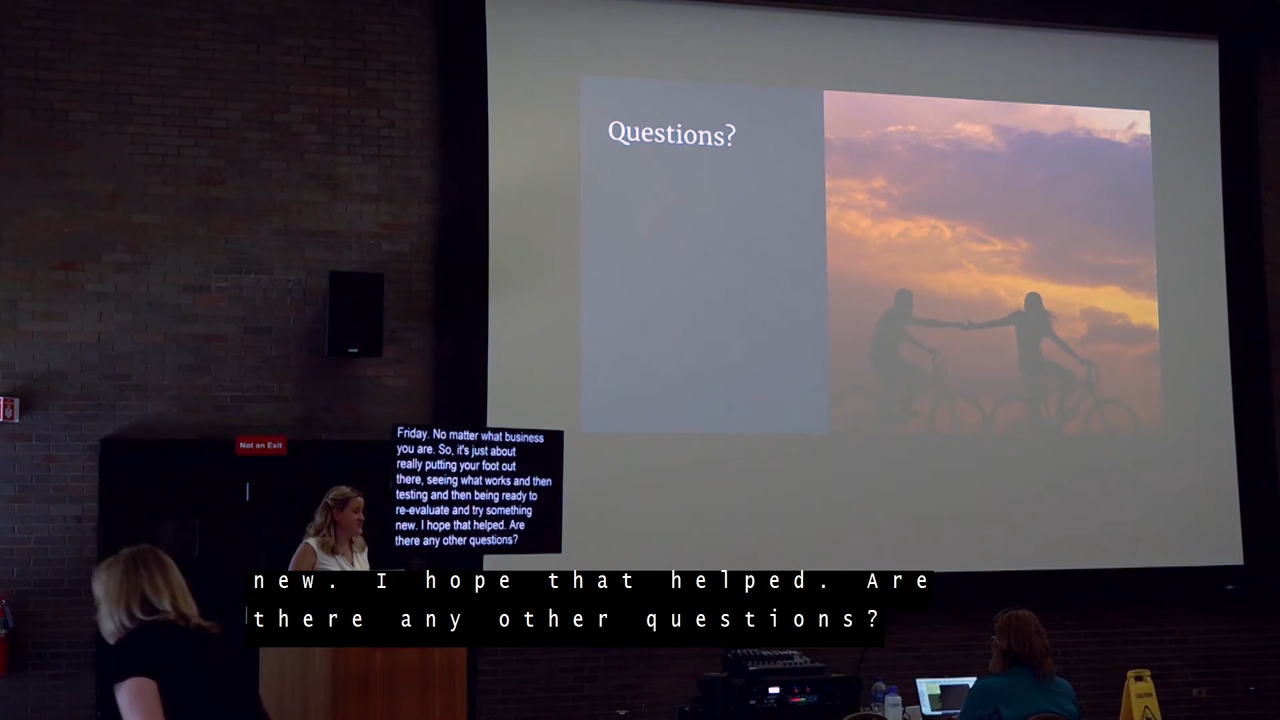 Questions?
Not an Exit
Friday. No matter what business
you are. So, it's just about
really putting your foot out
there, seeing what works and then
testing and then being ready to
re-evaluate and try something
new. I hope that helped. Are
there any other questions?
new. I hope that helped. Are
there any other questions?
CAUTION